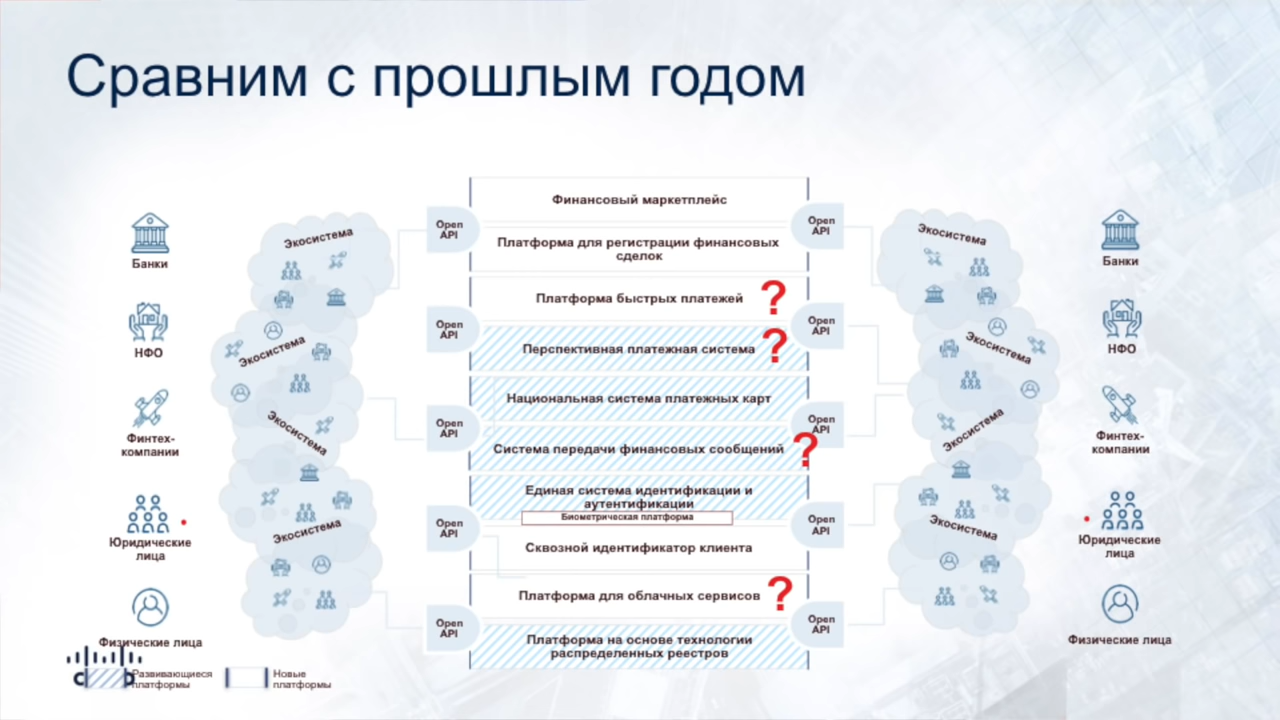 Сравним с прошлым годом
Банки
НФО
Финтех-
компании
Юридические
лица
Физические лица
Экосистема
Экосистема
Экосистема
Экосистема
Open
API
Open
API
Open
API
Open
API
Open
API
Финансовый маркетплейс
Платформа для регистрации финансовых
сделок
Платформа быстрых платежей ?
Перспективная платежная система ?
Национальная система платежных карт
Система передачи финансовых сообщений ?
Единая система идентификации и
аутентификации
Биометрическая платформа
Сквозной идентификатор клиента
Платформа для облачных сервисов ?
Платформа на основе технологии
распределенных реестров
Open
API
Open
API
Open
API
Open
API
Open
API
Экосистема
Экосистема
Экосистема
Экосистема
Банки
НФО
Финтех-
компании
Юридические
лица
Физические лица
Развивающиеся
платформы
Новые
платформы